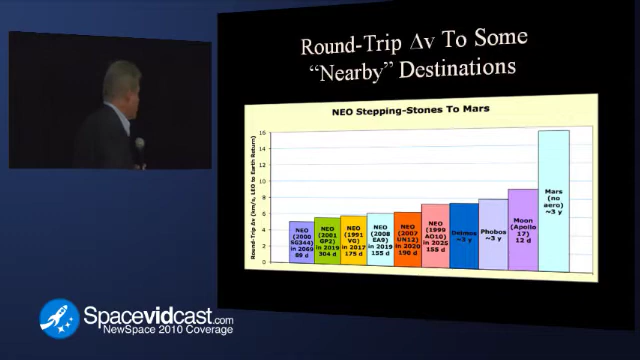 Round-Trip Δv To Some
"Nearby" Destinations
NEO Stepping-Stones To Mars
Round-Trip Δv (km/s, LEO to Earth Return)
16
14
12
10
8
6
4
2
0
NEO
(2000
SG344)
in 2069
89 d
NEO
(2001
GP2)
in 2019
304 d
NEO
(1991
VG)
in 2017
175 d
NEO
(2008
EA9)
in 2019
155 d
NEO
(2007
UN12)
in 2020
190 d
NEO
(1999
AO10)
in 2025
155 d
Deimos
~3 y
Phobos
~3 y
Moon
(Apollo
17)
12 d
Mars
(no
aero)
~3 y
Spacevidcast.com
NewSpace 2010 Coverage